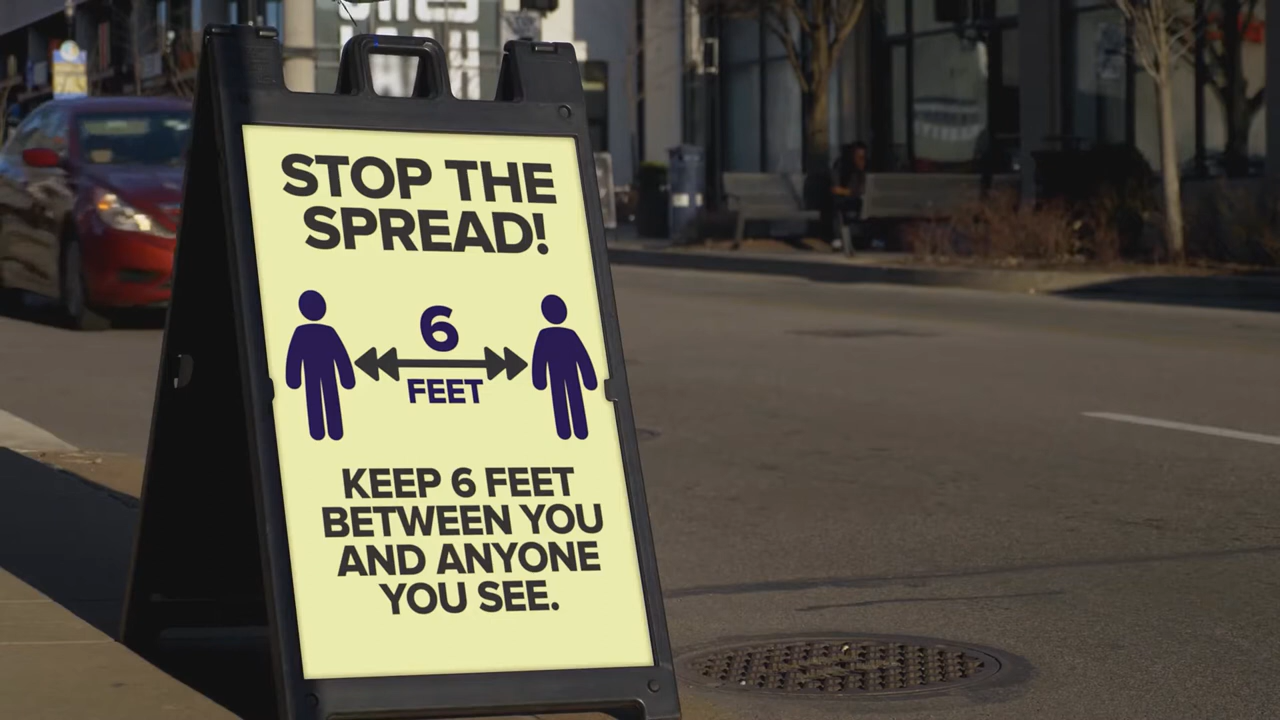 STOP THE
SPREAD!
6
FEET
KEEP 6 FEET
BETWEEN YOU
AND ANYONE
YOU SEE.